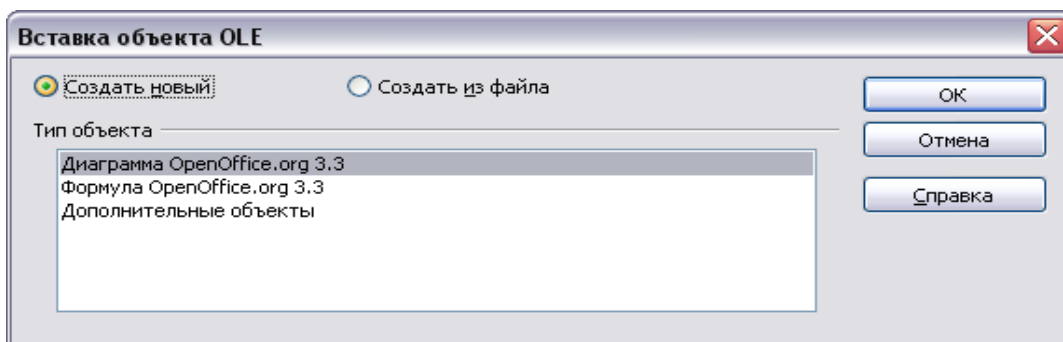 Вставка объекта OLE
Создать новый
Создать из файла
OK
Тип объекта
Отмена
Диаграмма OpenOffice.org 3.3
Формула OpenOffice.org 3.3
Справка
Дополнительные объекты